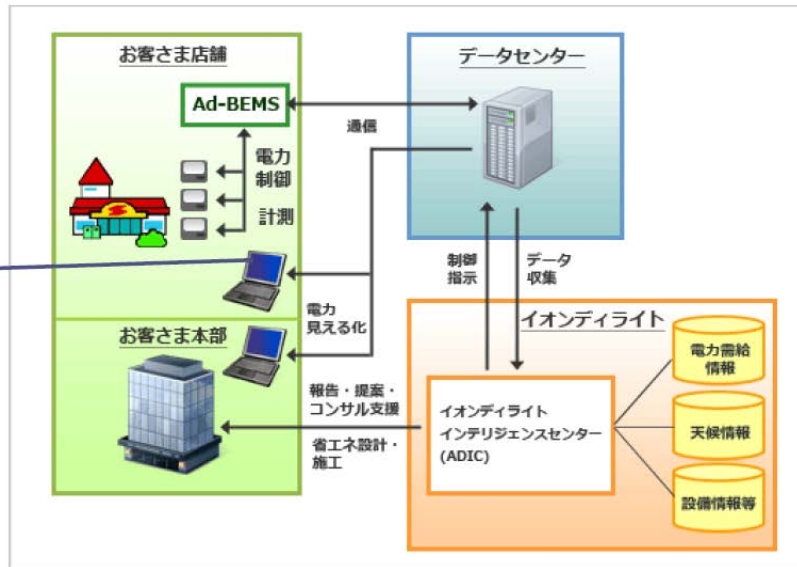 お客さま店舗
Ad-BEMS
電力
制御
計測
お客さま本部
データセンター
通信
電力
見える化
制御
指示
データ
収集
報告・提案・
コンサル支援
省エネ設計・
施工
イオンディライト
イオンディライト
インテリジェンスセンター
(ADIC)
電力需給
情報
天候情報
設備情報等